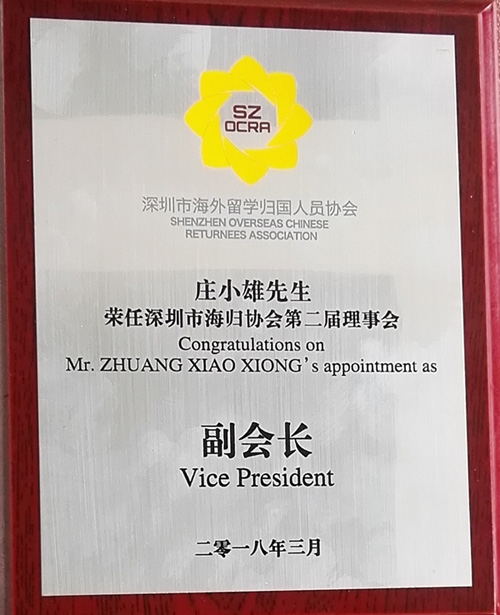 SZ
OCRA
深圳市海外留学归国人员协会
SHENZHEN OVERSEAS CHINESE
RETURNEES ASSOCIATION
庄小雄先生
荣任深圳市海归协会第二届理事会
Congratulations on
Mr. ZHUANG XIAO XIONG's appointment as
副会长
Vice President
二零一八年三月